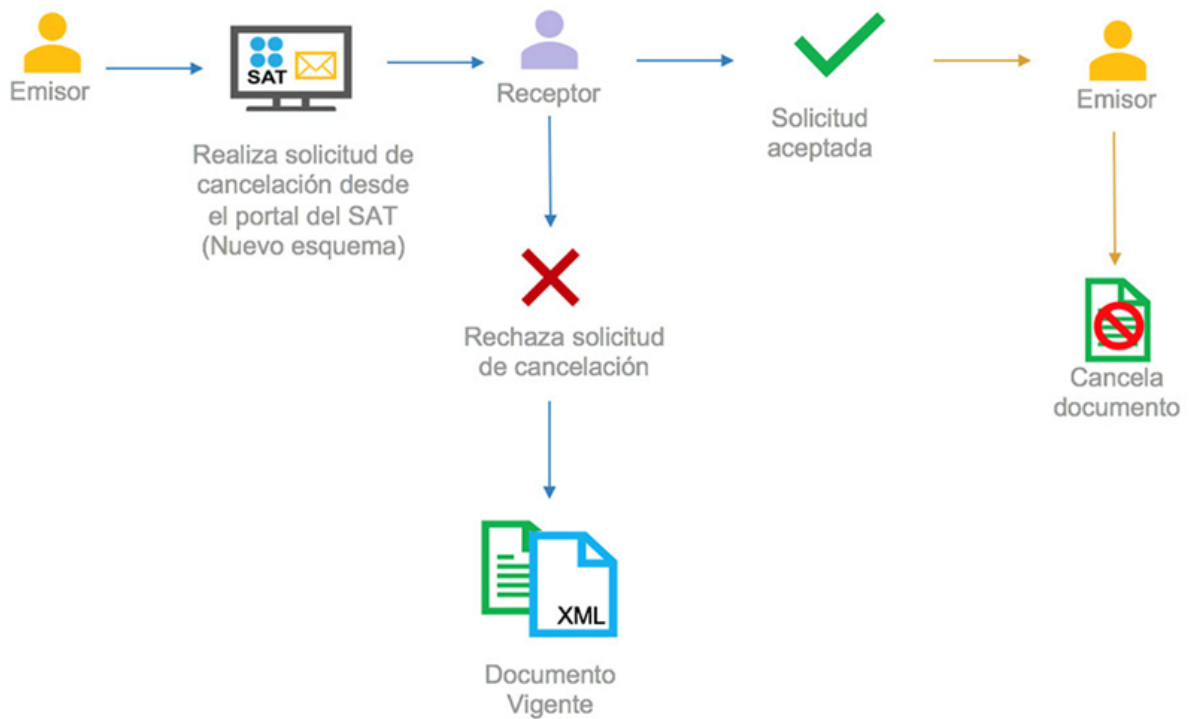 Emisor
SAT
Realiza solicitud de
cancelación desde
el portal del SAT
(Nuevo esquema)
Receptor
Solicitud
aceptada
Emisor
Rechaza solicitud
de cancelación
Cancela
documento
XML
Documento
Vigente